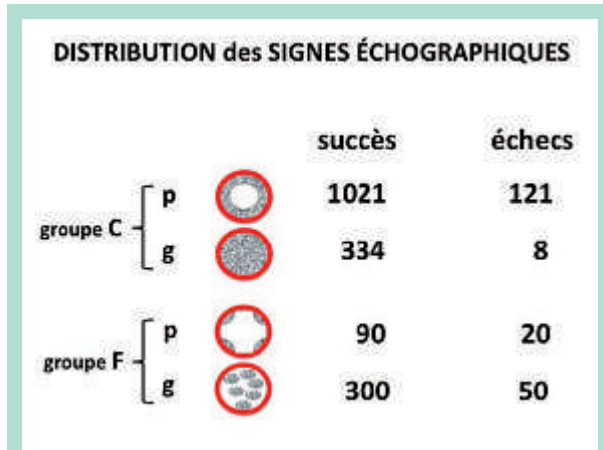 DISTRIBUTION des SIGNES ÉCHOGRAPHIQUES
succès échecs
p 1021 121
groupe C
g 334 8
p 90 20
groupe F
g 300 50